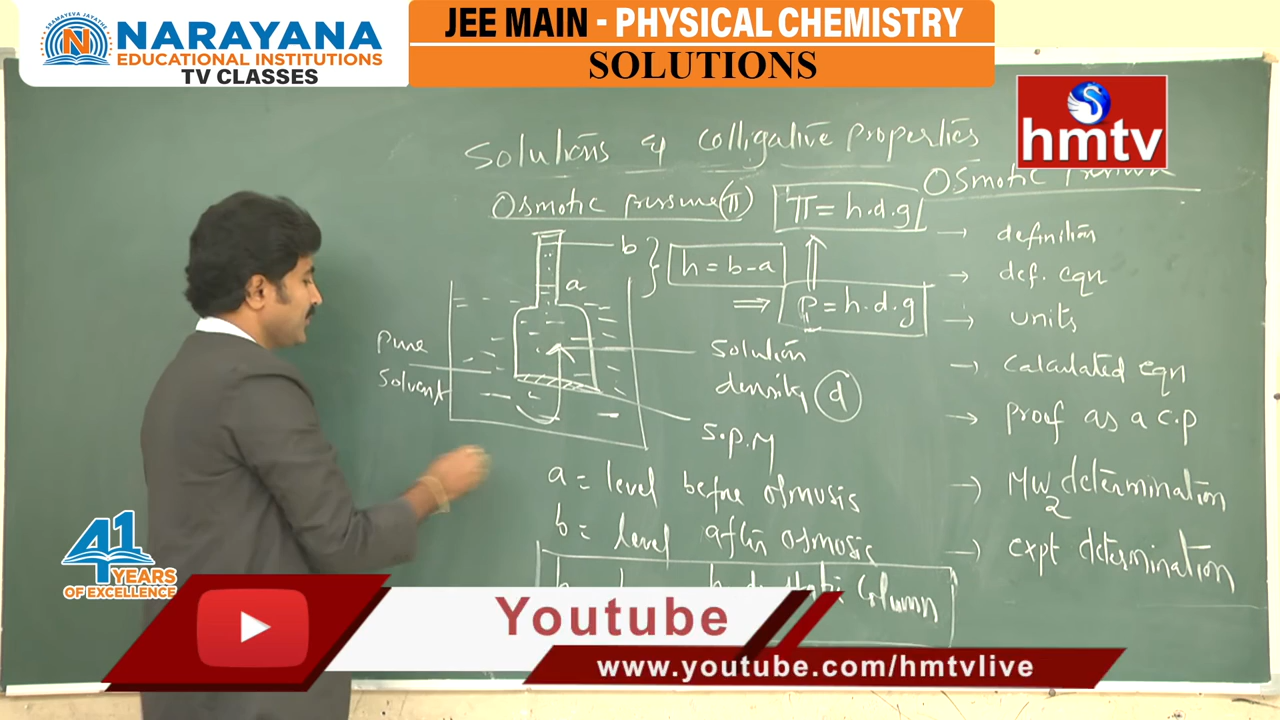 NARAYANA
EDUCATIONAL INSTITUTIONS
TV CLASSES
JEE MAIN - PHYSICAL CHEMISTRY
SOLUTIONS
hmtv
Solutions & Colligative properties
Osmotic pressure (π)
π = h.d.g
Osmotic
→ definition
→ def. eqn
→ units
→ Calculated eqn
→ Proof as a C.P
→ MW2 determination
→ expt determination
b
a
h = b-a
⇒ P = h.d.g
Pure
Solvent
Solution
density d
S.P.M
a = level before osmosis
b = level after osmosis
Column
41
YEARS
OF EXCELLENCE
Youtube
www.youtube.com/hmtvlive